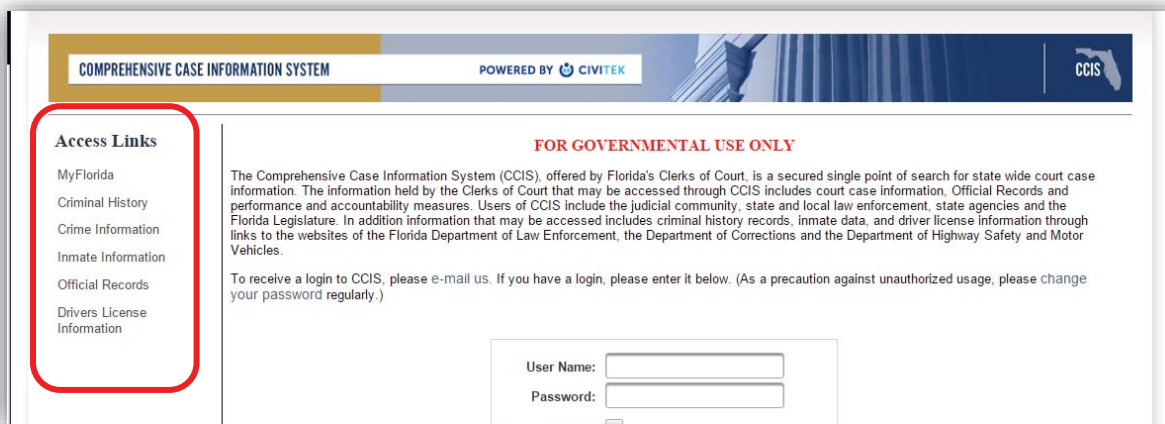 COMPREHENSIVE CASE INFORMATION SYSTEM
POWERED BY CIVITEK
CCIS
Access Links
MyFlorida
Criminal History
Crime Information
Inmate Information
Official Records
Drivers License
Information
FOR GOVERNMENTAL USE ONLY
The Comprehensive Case Information System (CCIS), offered by Florida's Clerks of Court, is a secured single point of search for state wide court case
information. The information held by the Clerks of Court that may be accessed through CCIS includes court case information, Official Records and
performance and accountability measures. Users of CCIS include the judicial community, state and local law enforcement, state agencies and the
Florida Legislature. In addition information that may be accessed includes criminal history records, inmate data, and driver license information through
links to the websites of the Florida Department of Law Enforcement, the Department of Corrections and the Department of Highway Safety and Motor
Vehicles.
To receive a login to CCIS, please e-mail us. If you have a login, please enter it below. (As a precaution against unauthorized usage, please change
your password regularly.)
User Name:
Password: